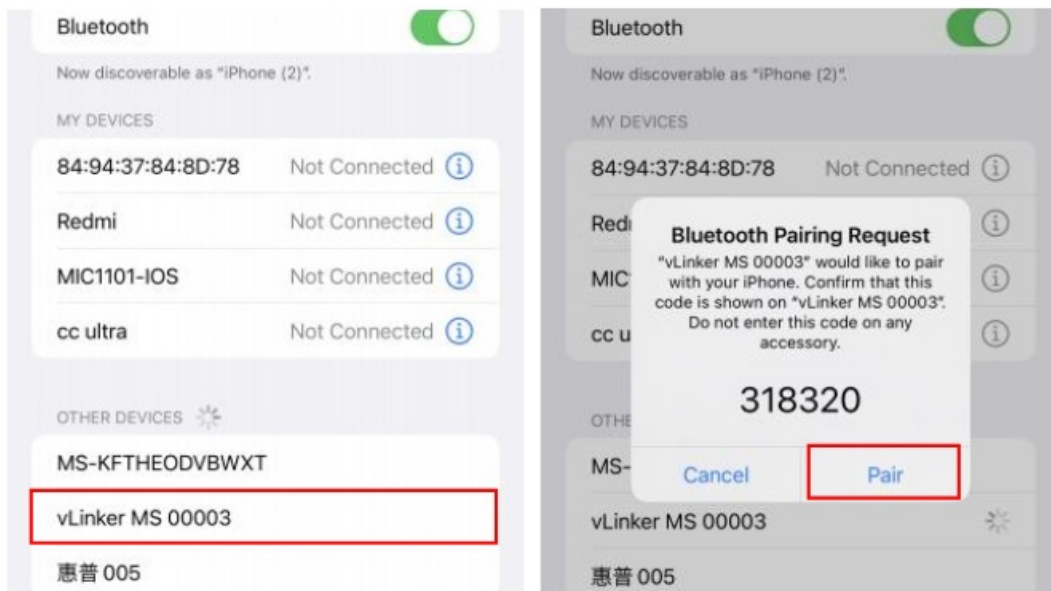 Bluetooth
Now discoverable as "iPhone (2)".
MY DEVICES
84:94:37:84:8D:78 Not Connected
Redmi Not Connected
MIC1101-IOS Not Connected
cc ultra Not Connected
OTHER DEVICES
MS-KFTHEODVBWXT
vLinker MS 00003
惠普 005
Bluetooth
Now discoverable as "iPhone (2)".
MY DEVICES
84:94:37:84:8D:78 Not Connected
Redm
MIC
cc u
Bluetooth Pairing Request
"vLinker MS 00003" would like to pair
with your iPhone. Confirm that this
code is shown on "vLinker MS 00003".
Do not enter this code on any
accessory.
318320
Cancel Pair
OTHE
MS-
vLinker MS 00003
惠普 005